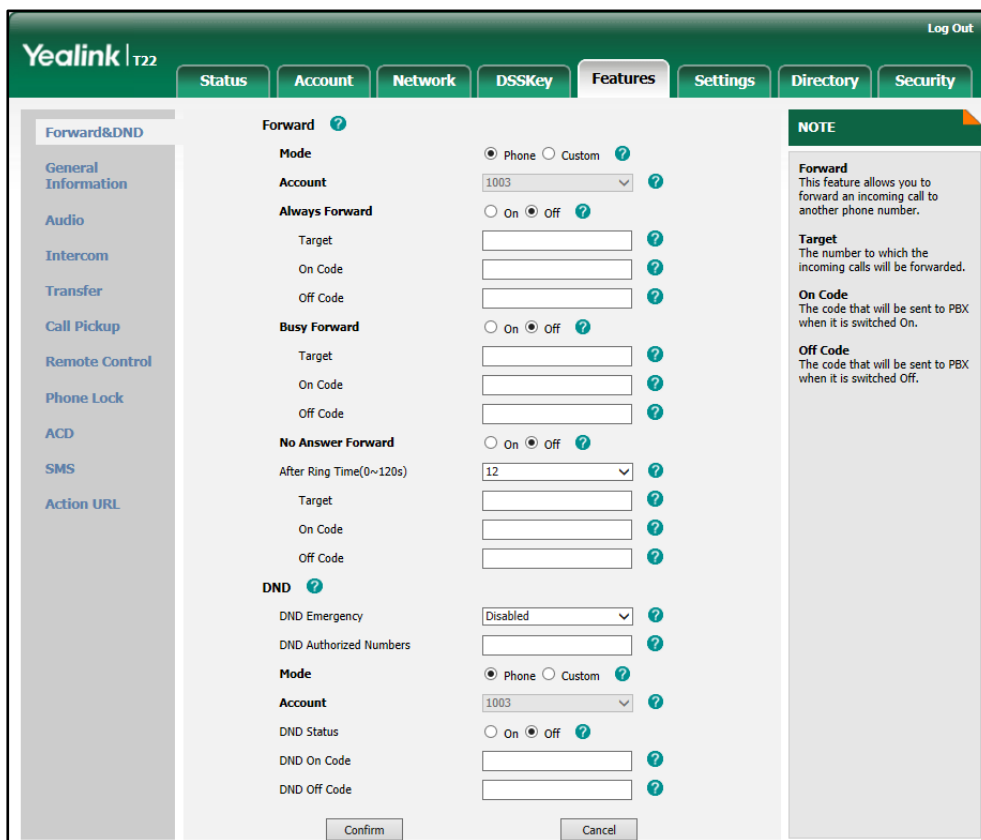 Log Out
Yealink | T22
Status Account Network DSSKey Features Settings Directory Security
Forward&DND
General
Information
Audio
Intercom
Transfer
Call Pickup
Remote Control
Phone Lock
ACD
SMS
Action URL
Forward ?
Mode Phone Custom ?
Account 1003 ?
Always Forward On Off ?
Target ?
On Code ?
Off Code ?
Busy Forward On Off ?
Target ?
On Code ?
Off Code ?
No Answer Forward On Off ?
After Ring Time(0~120s) 12 ?
Target ?
On Code ?
Off Code ?
DND ?
DND Emergency Disabled ?
DND Authorized Numbers ?
Mode Phone Custom ?
Account 1003 ?
DND Status On Off ?
DND On Code ?
DND Off Code ?
Confirm Cancel
NOTE
Forward
This feature allows you to
forward an incoming call to
another phone number.
Target
The number to which the
incoming calls will be forwarded.
On Code
The code that will be sent to PBX
when it is switched On.
Off Code
The code that will be sent to PBX
when it is switched Off.